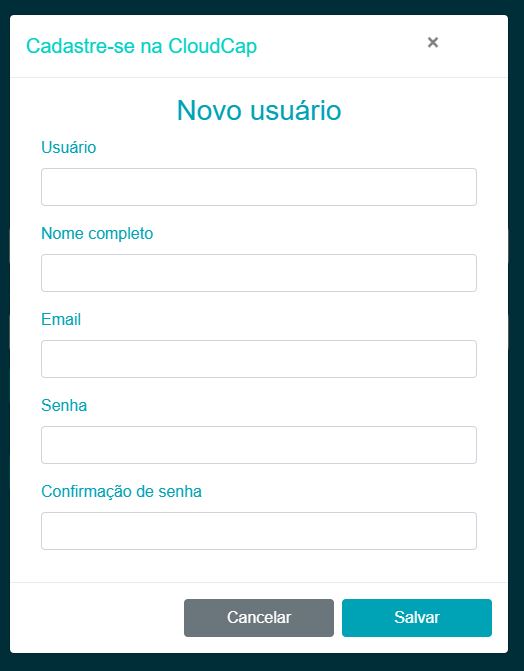 Cadastre-se na CloudCap
×
Novo usuário
Usuário
Nome completo
Email
Senha
Confirmação de senha
Cancelar
Salvar